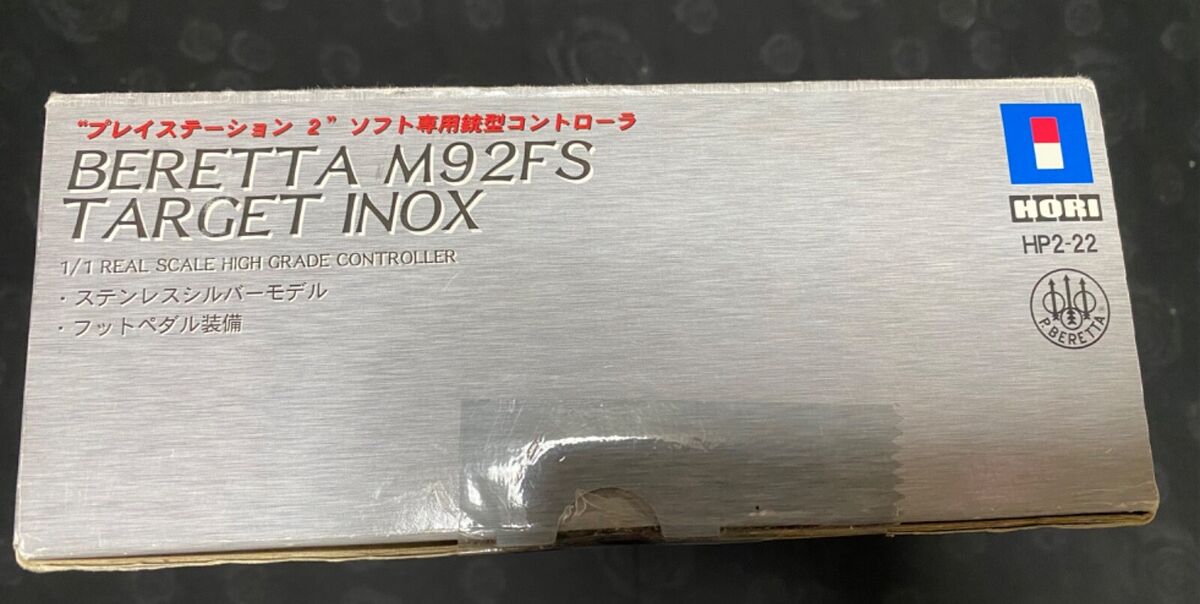 “プレイステーション 2” ソフト専用銃型コントローラ
BERETTA M92FS
TARGET INOX
1/1 REAL SCALE HIGH GRADE CONTROLLER
・ステンレスシルバーモデル
・フットペダル装備
HORI
HP2-22
P. BERETTA